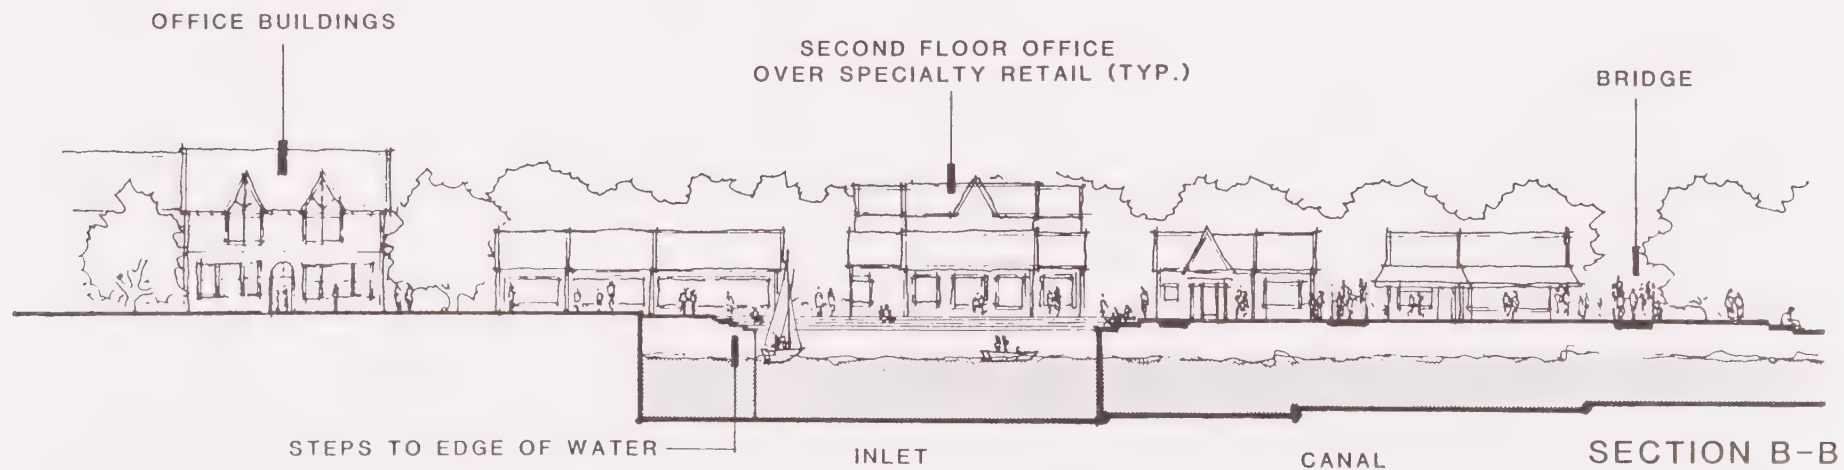 OFFICE BUILDINGS
SECOND FLOOR OFFICE
OVER SPECIALTY RETAIL (TYP.)
BRIDGE
STEPS TO EDGE OF WATER
INLET
CANAL
SECTION B-B